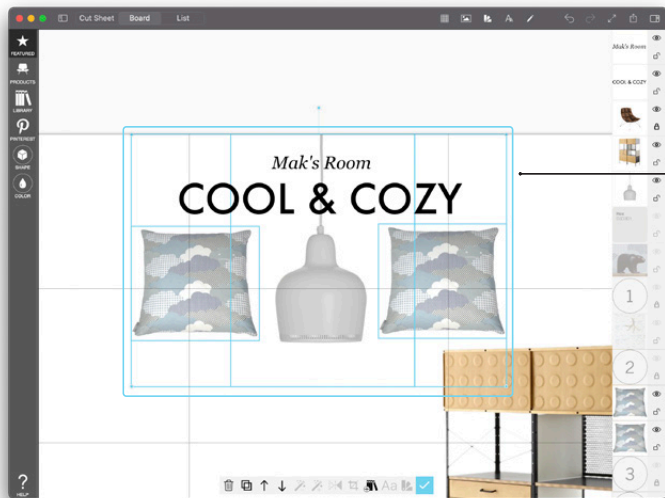 Cut Sheet
Board
List
FEATURED
PRODUCTS
LIBRARY
PINTEREST
SHAPE
COLOR
HELP
Mak's Room
COOL & COZY
Mak's Room
COOL & COZY
1
2
3
Aa